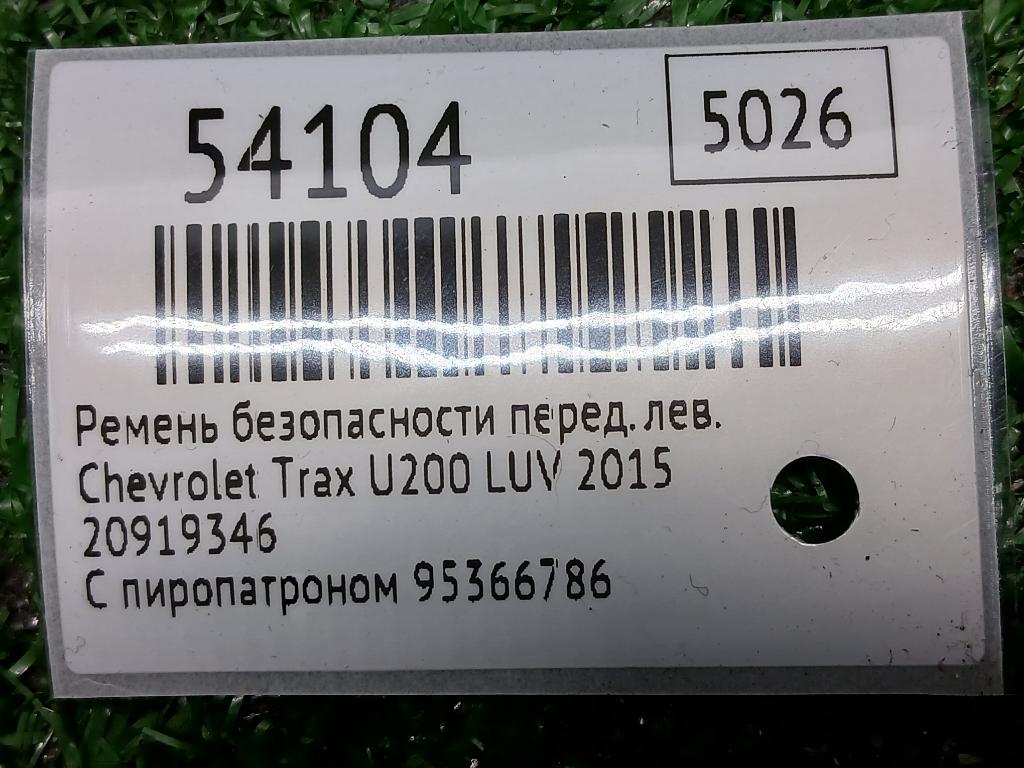 54104
5026
Ремень безопасности перед. лев.
Chevrolet Trax U200 LUV 2015
20919346
С пиропатроном 95366786